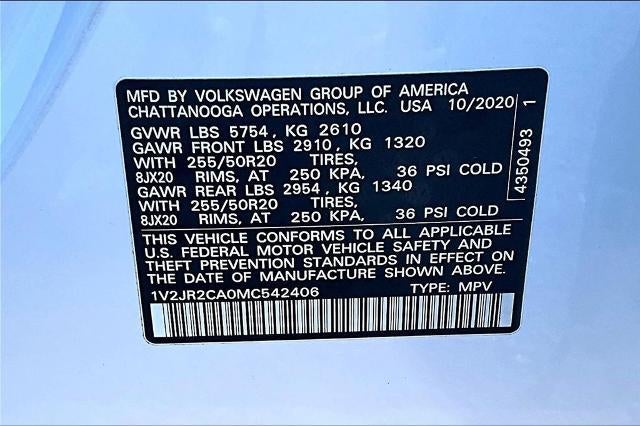 MFD BY VOLKSWAGEN GROUP OF AMERICA
CHATTANOOGA OPERATIONS, LLC. USA 10/2020
GVWR LBS 5754 , KG 2610
GAWR FRONT LBS 2910 , KG 1320
WITH 255/50R20 TIRES,
8JX20 RIMS, AT 250 KPA, 36 PSI COLD
GAWR REAR LBS 2954 , KG 1340
WITH 255/50R20 TIRES,
8JX20 RIMS, AT 250 KPA, 36 PSI COLD
THIS VEHICLE CONFORMS TO ALL APPLICABLE
U.S. FEDERAL MOTOR VEHICLE SAFETY AND
THEFT PREVENTION STANDARDS IN EFFECT ON
THE DATE OF MANUFACTURE SHOWN ABOVE.
1V2JR2CA0MC542406 TYPE: MPV
4350493 1